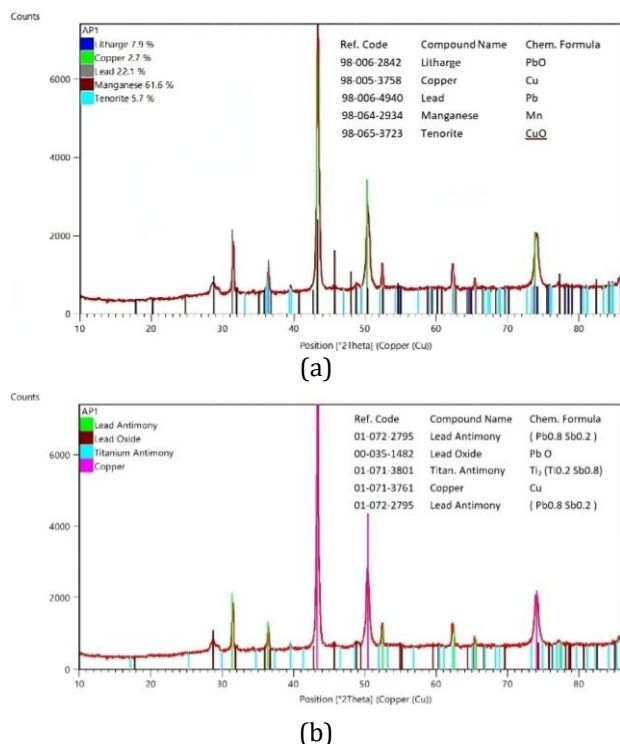 Counts
AP1
Litharge 7.9 %
Copper 2.7 %
Lead 22.1 %
Manganese 61.6 %
Tenorite 5.7 %
Ref. Code Compound Name Chem. Formula
98-006-2842 Litharge PbO
98-005-3758 Copper Cu
98-006-4940 Lead Pb
98-064-2934 Manganese Mn
98-065-3723 Tenorite CuO
6000
4000
2000
0
10 20 30 40 50 60 70 80
Position [°2Theta] (Copper (Cu))
(a)
Counts
AP1
Lead Antimony
Lead Oxide
Titanium Antimony
Copper
Ref. Code Compound Name Chem. Formula
01-072-2795 Lead Antimony ( Pb0.8 Sb0.2 )
00-035-1482 Lead Oxide Pb O
01-071-3801 Titan. Antimony Ti₃ (Ti0.2 Sb0.8)
01-071-3761 Copper Cu
01-072-2795 Lead Antimony ( Pb0.8 Sb0.2 )
6000
4000
2000
0
10 20 30 40 50 60 70 80
Position [°2Theta] (Copper (Cu))
(b)